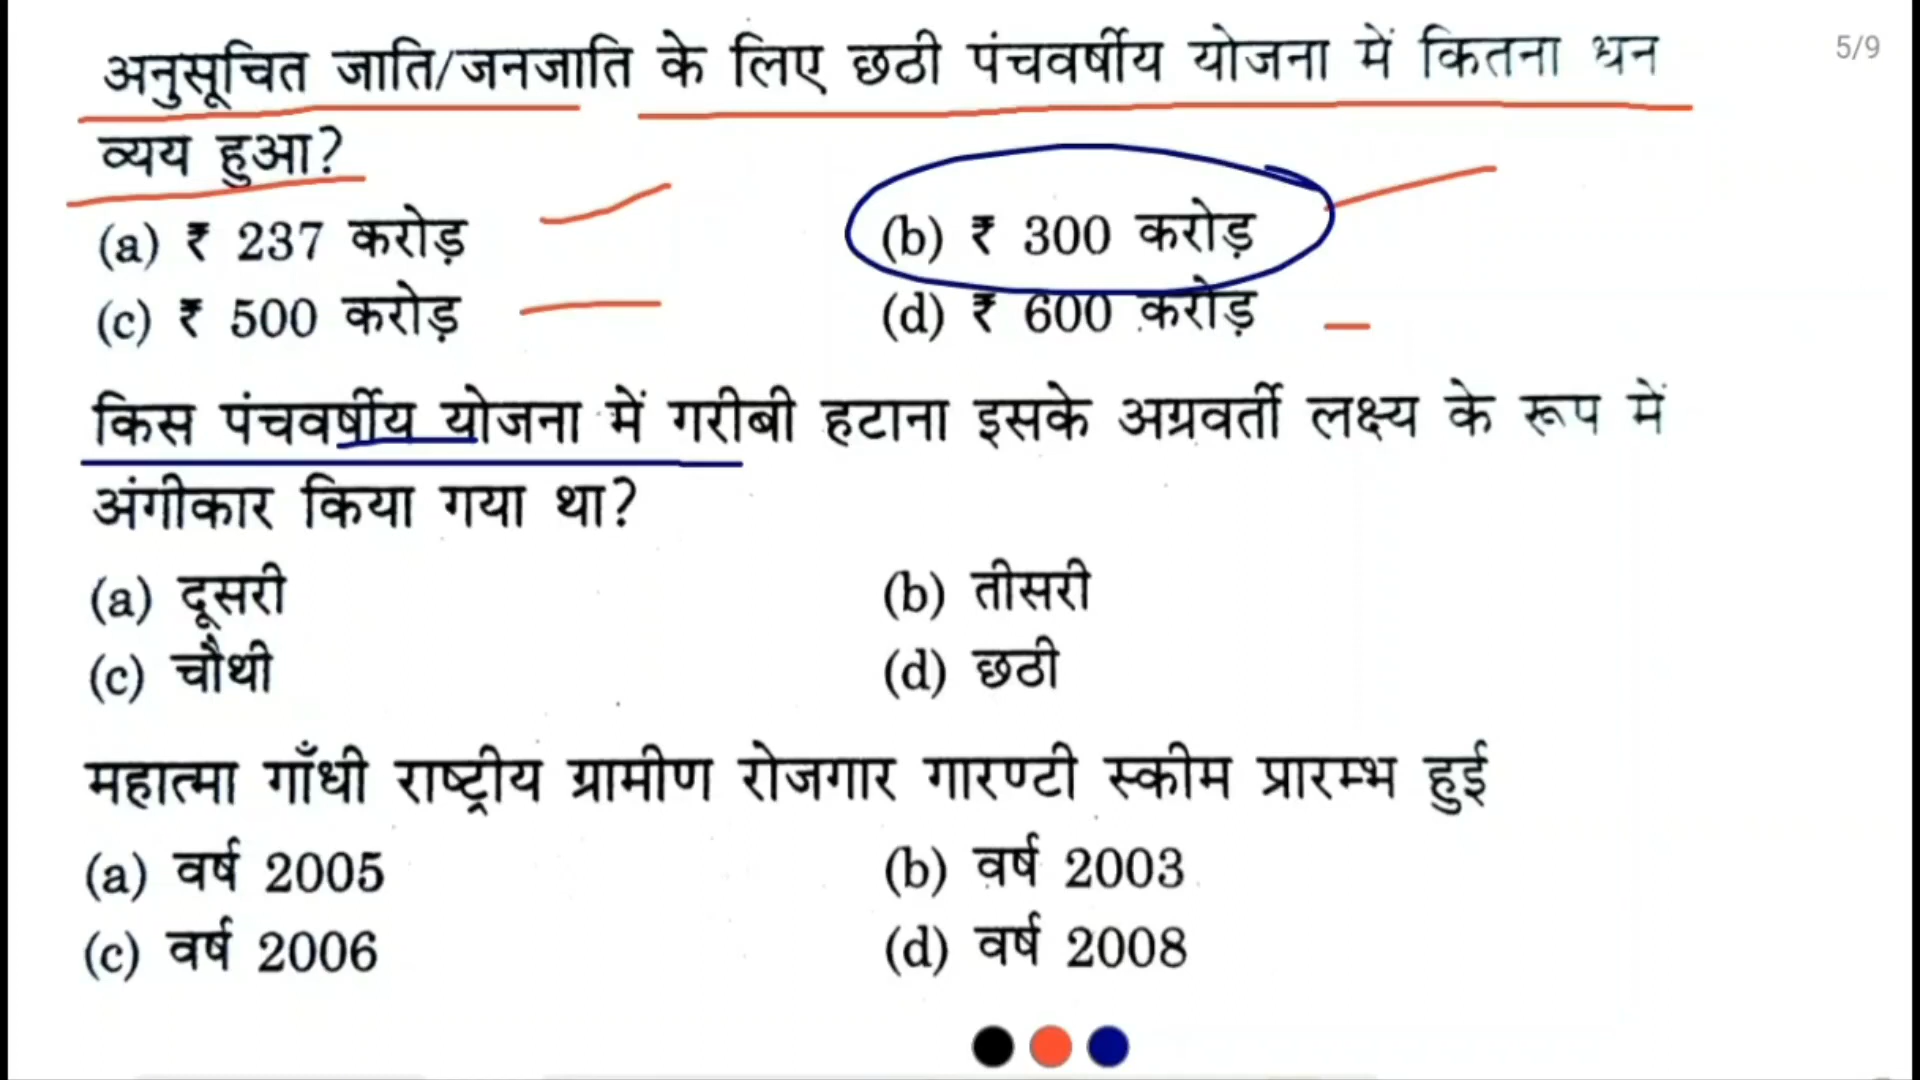 अनुसूचित जाति/जनजाति के लिए छठी पंचवर्षीय योजना में कितना धन
5/9
व्यय हुआ?
(a) ₹ 237 करोड़ (b) ₹ 300 करोड़
(c) ₹ 500 करोड़ (d) ₹ 600 करोड़
किस पंचवर्षीय योजना में गरीबी हटाना इसके अग्रवर्ती लक्ष्य के रूप में
अंगीकार किया गया था?
(a) दूसरी (b) तीसरी
(c) चौथी (d) छठी
महात्मा गाँधी राष्ट्रीय ग्रामीण रोजगार गारण्टी स्कीम प्रारम्भ हुई
(a) वर्ष 2005 (b) वर्ष 2003
(c) वर्ष 2006 (d) वर्ष 2008